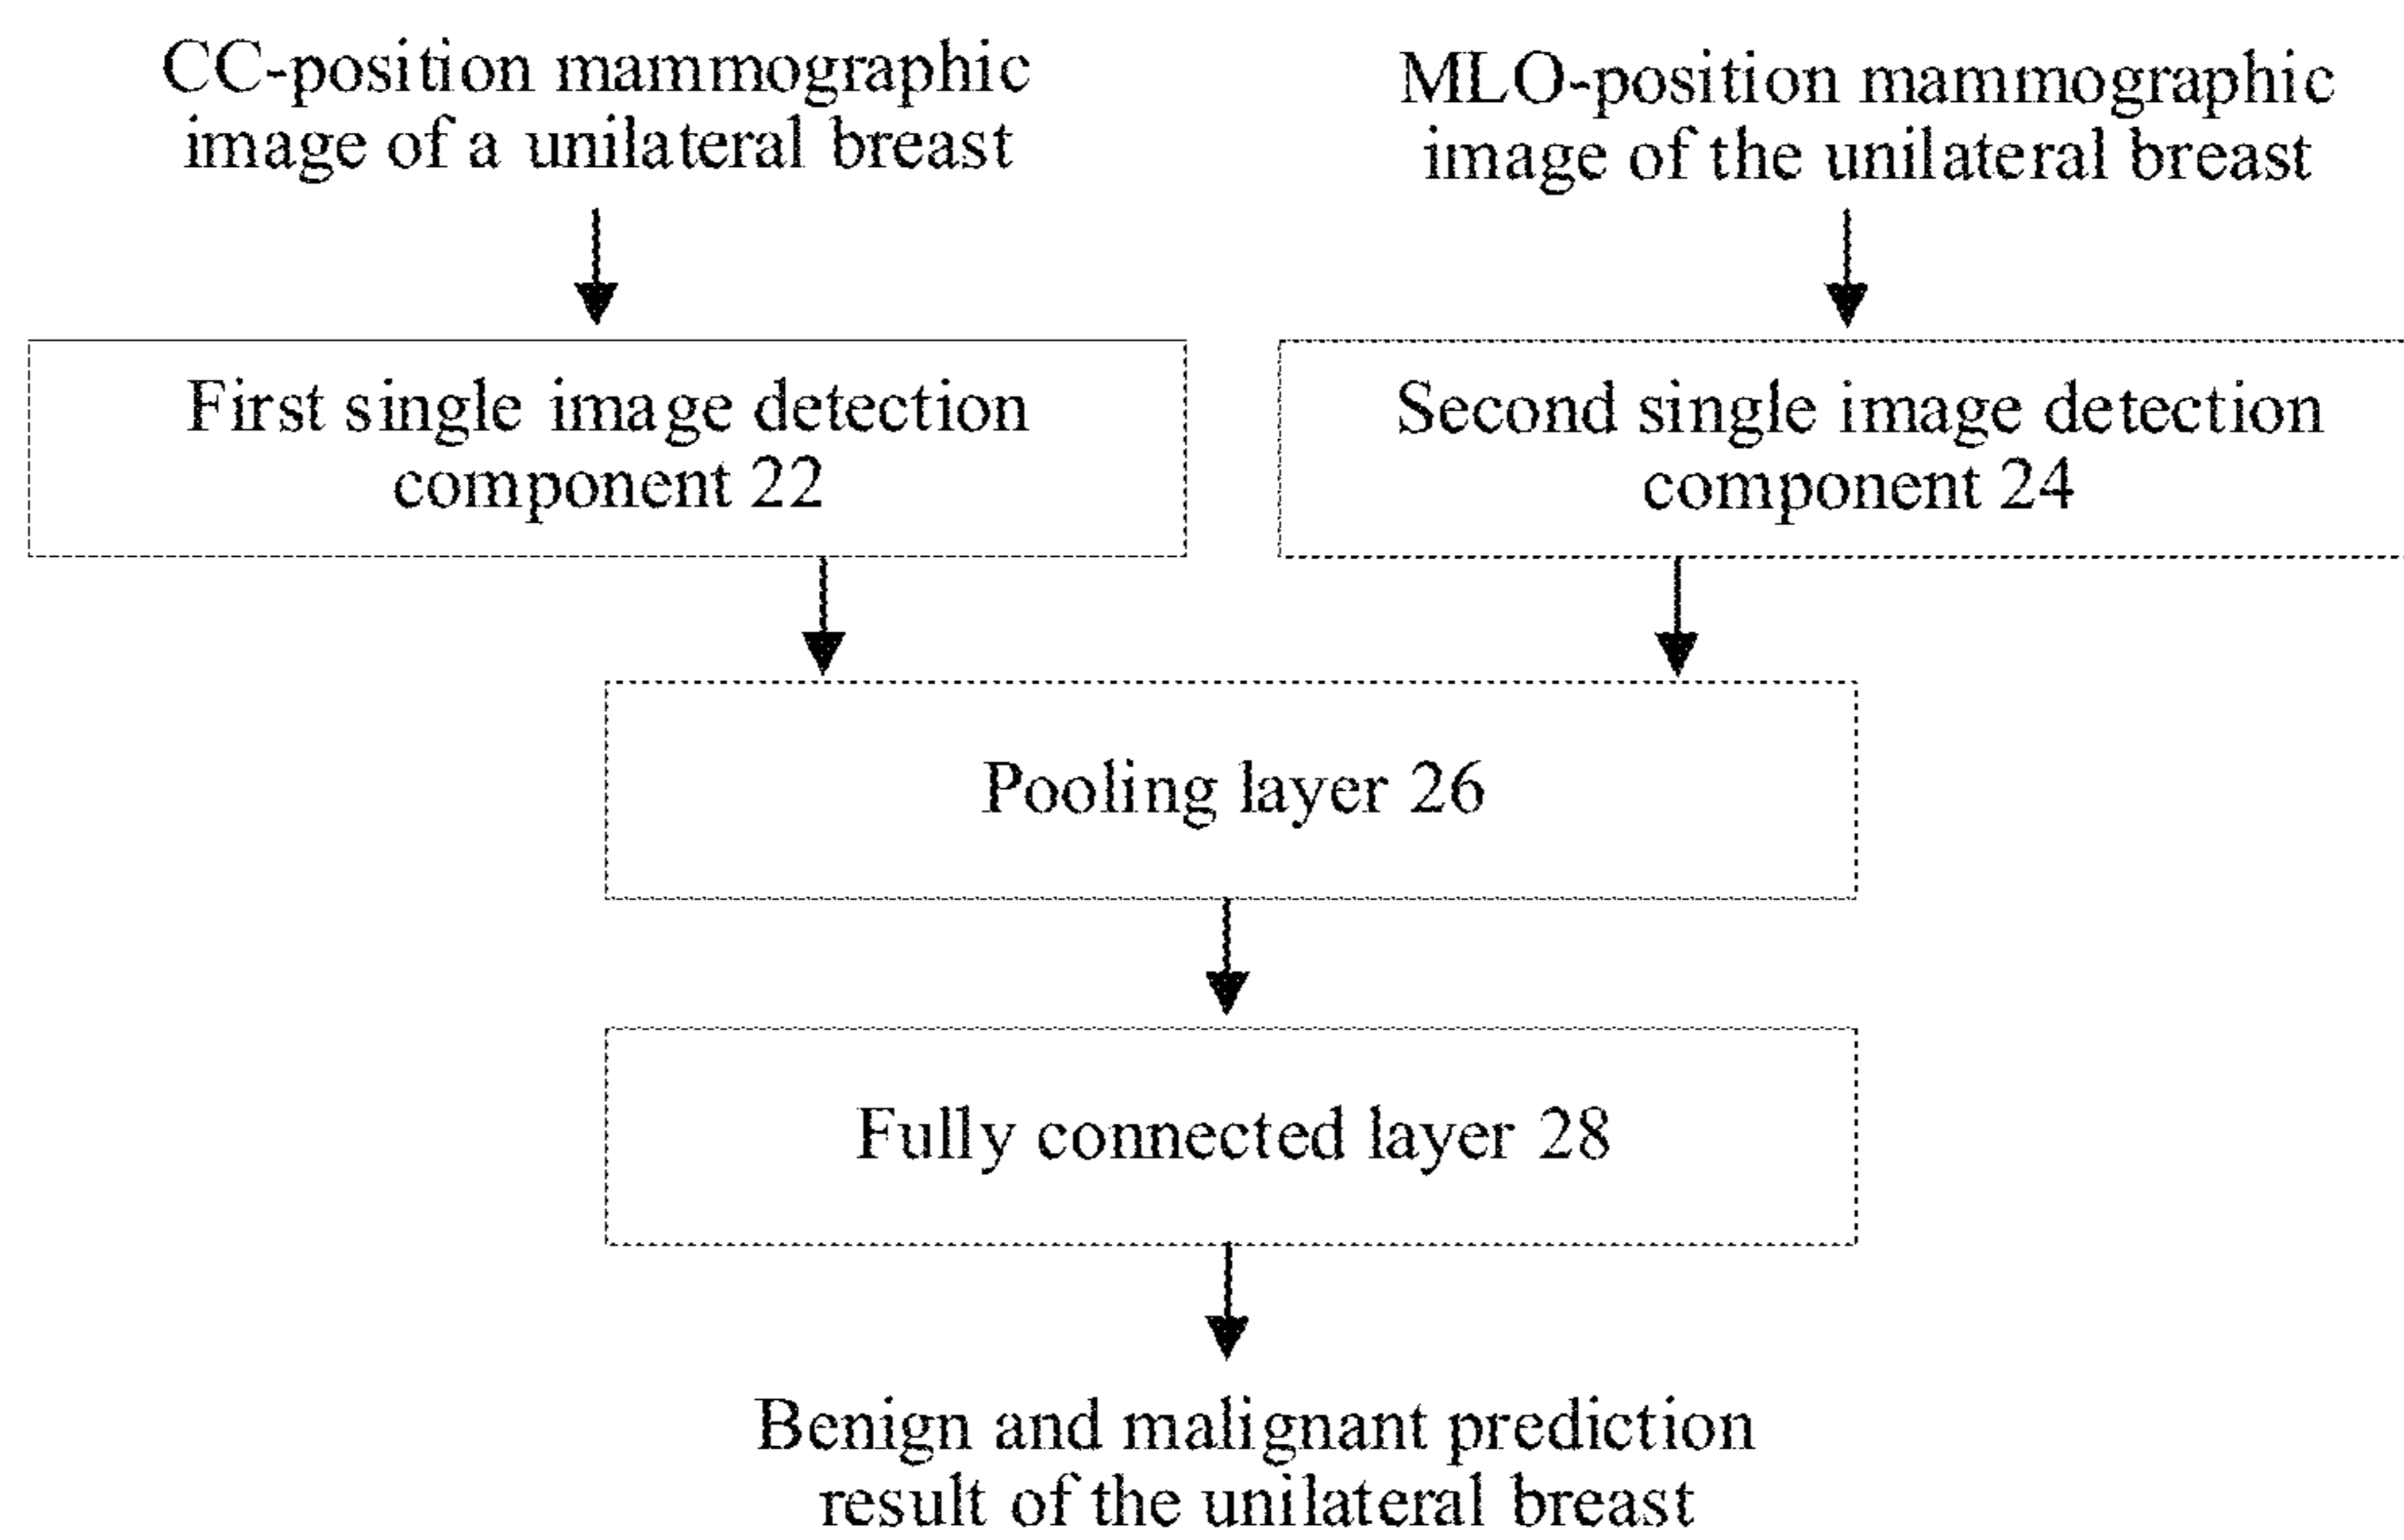 CC-position mammographic
image of a unilateral breast
MLO-position mammographic
image of the unilateral breast
First single image detection
component 22
Second single image detection
component 24
Pooling layer 26
Fully connected layer 28
Benign and malignant prediction
result of the unilateral breast